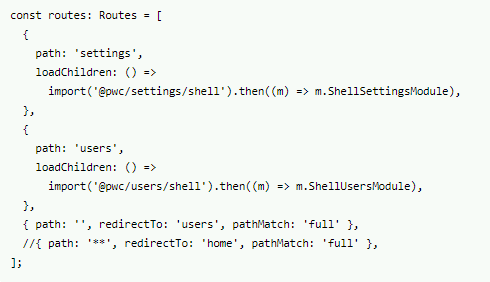 const routes: Routes = [
  {
    path: 'settings',
    loadChildren: () =>
      import('@pwc/settings/shell').then((m) => m.ShellSettingsModule),
  },
  {
    path: 'users',
    loadChildren: () =>
      import('@pwc/users/shell').then((m) => m.ShellUsersModule),
  },
  { path: '', redirectTo: 'users', pathMatch: 'full' },
  //{ path: '**', redirectTo: 'home', pathMatch: 'full' },
];